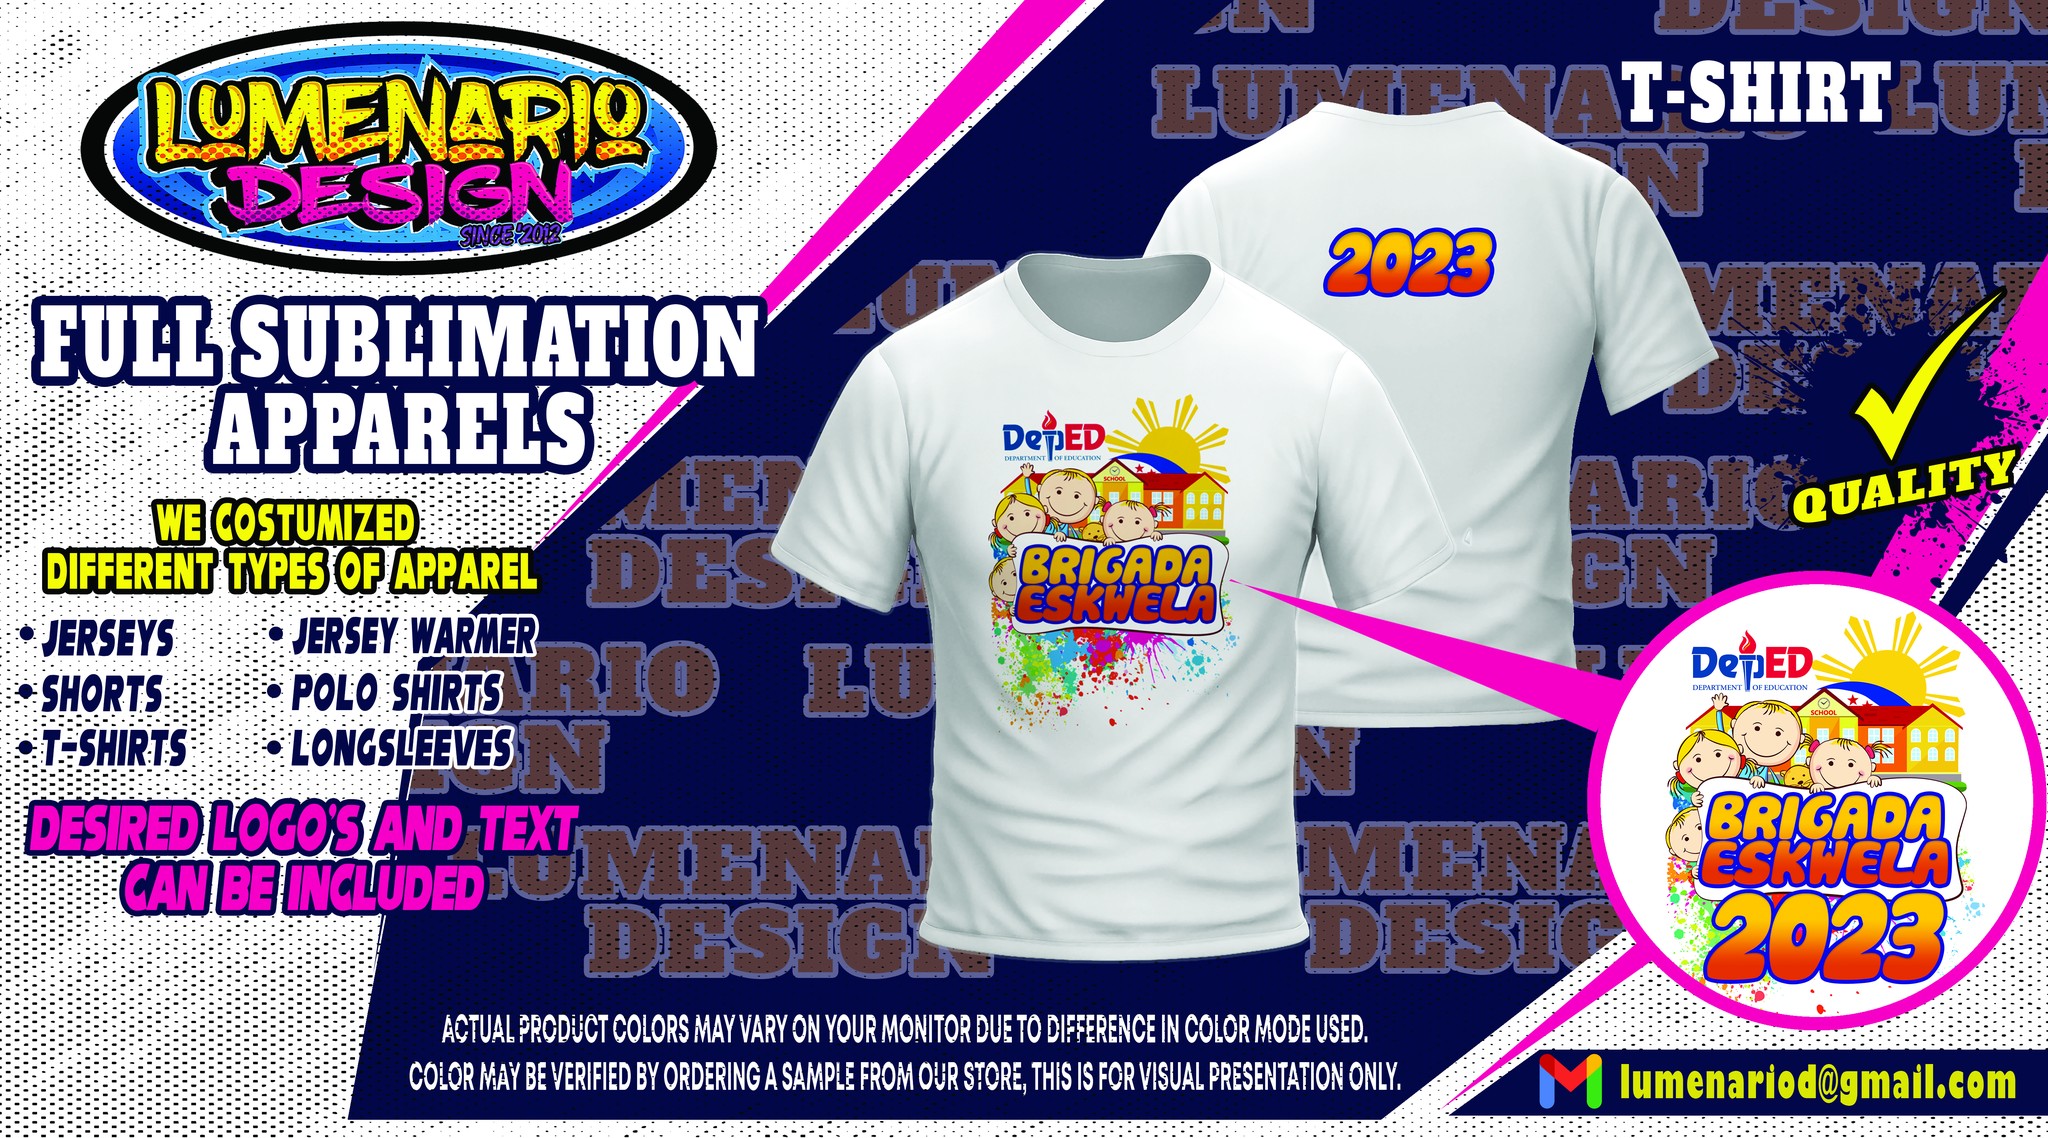 LUMENARIO
DESIGN
SINCE '2012
FULL SUBLIMATION
APPARELS
WE COSTUMIZED
DIFFERENT TYPES OF APPAREL
• JERSEYS
• SHORTS
• T-SHIRTS
• JERSEY WARMER
• POLO SHIRTS
• LONGSLEEVES
DESIRED LOGO'S AND TEXT
CAN BE INCLUDED
T-SHIRT
2023
DepED
DEPARTMENT OF EDUCATION
SCHOOL
BRIGADA
ESKWELA
QUALITY
DepED
DEPARTMENT OF EDUCATION
SCHOOL
BRIGADA
ESKWELA
2023
LUMENARIO
DESIGN
ACTUAL PRODUCT COLORS MAY VARY ON YOUR MONITOR DUE TO DIFFERENCE IN COLOR MODE USED.
COLOR MAY BE VERIFIED BY ORDERING A SAMPLE FROM OUR STORE, THIS IS FOR VISUAL PRESENTATION ONLY.
lumenariod@gmail.com